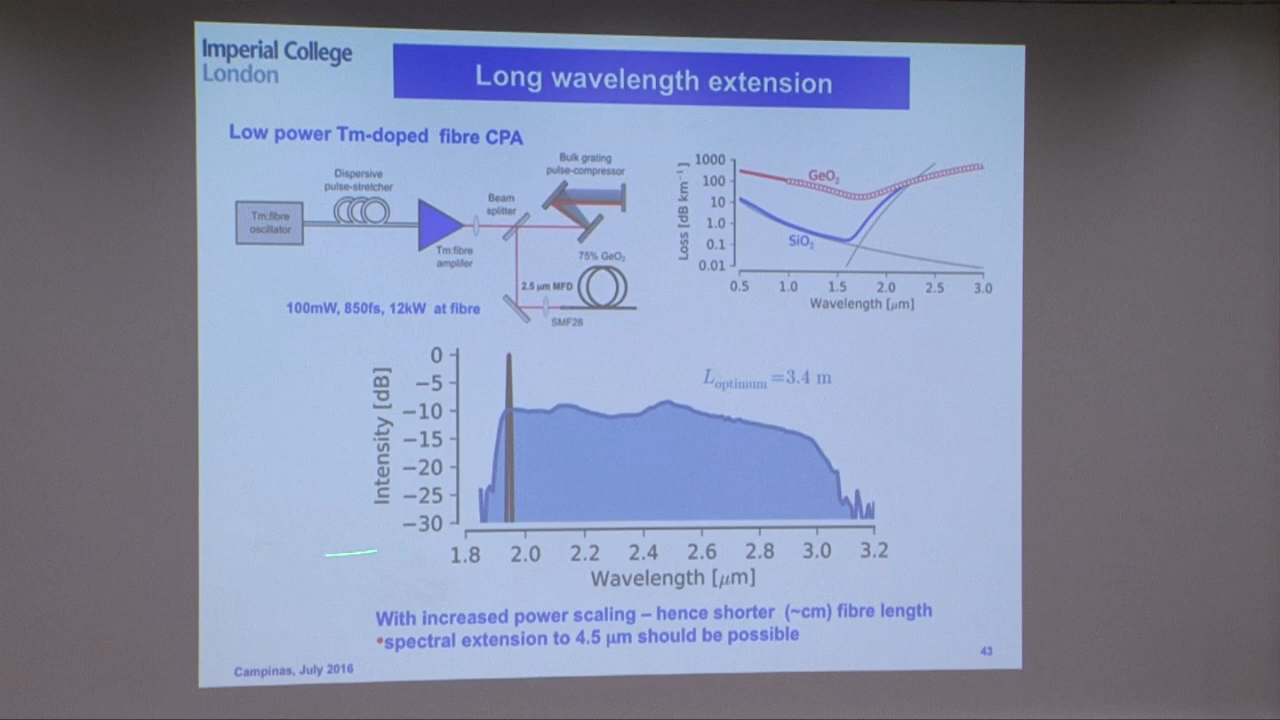 Imperial College
London
Long wavelength extension
Low power Tm-doped fibre CPA
Dispersive
pulse-stretcher
Tm:fibre
oscillator
Tm:fibre
amplifer
Beam
splitter
Bulk grating
pulse-compressor
75% GeO₂
2.5 µm MFD
SMF28
100mW, 850fs, 12kW at fibre
Loss [dB km⁻¹]
1000
100
10
1.0
0.1
0.01
GeO₂
SiO₂
0.5 1.0 1.5 2.0 2.5 3.0
Wavelength [µm]
Intensity [dB]
0
−5
−10
−15
−20
−25
−30
L optimum =3.4 m
1.8 2.0 2.2 2.4 2.6 2.8 3.0 3.2
Wavelength [µm]
With increased power scaling – hence shorter (~cm) fibre length
•spectral extension to 4.5 µm should be possible
Campinas, July 2016
43